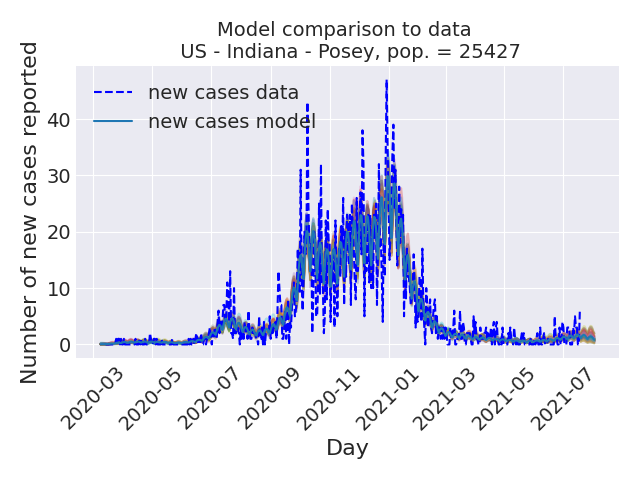 Model comparison to data
US - Indiana - Posey, pop. = 25427
Number of new cases reported
new cases data
new cases model
40
30
20
10
0
2020-03
2020-05
2020-07
2020-09
2020-11
2021-01
2021-03
2021-05
2021-07
Day